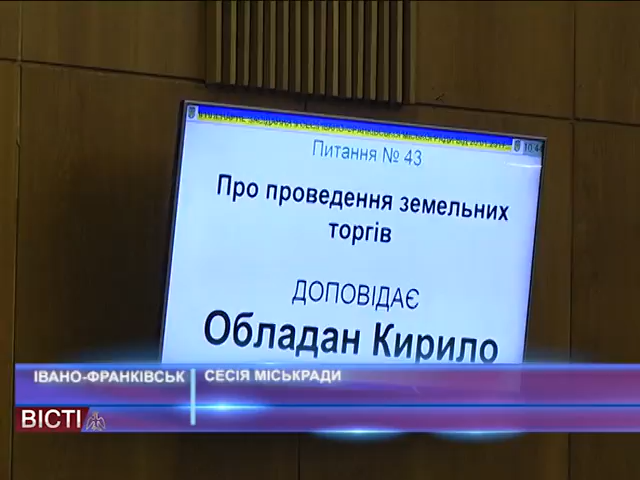 Питання № 43
Про проведення земельних
торгів
ДОПОВІДАЄ
Обладан Кирило
ІВАНО-ФРАНКІВСЬК
СЕСІЯ МІСЬКРАДИ
ВІСТІ